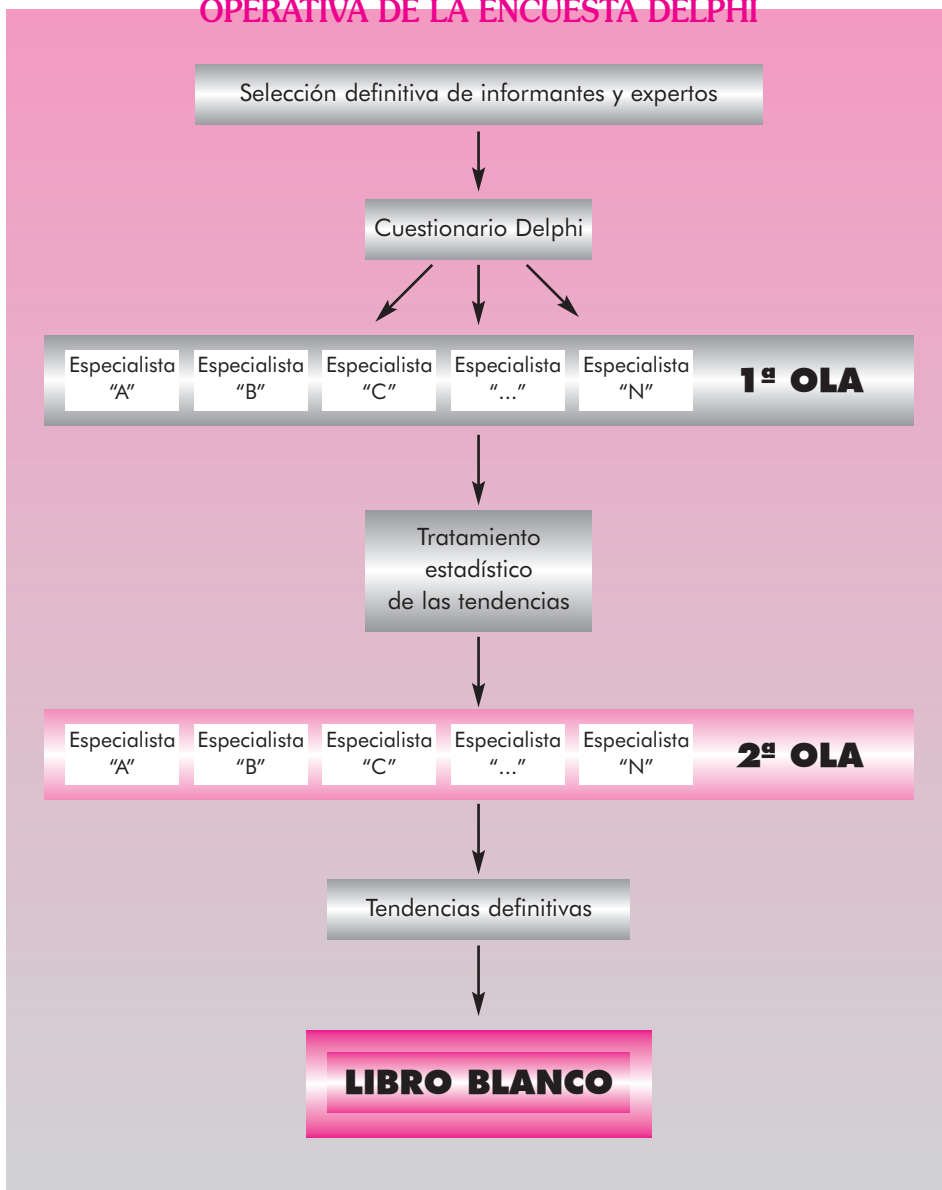 OPERATIVA DE LA ENCUESTA DELPHI
Selección definitiva de informantes y expertos
Cuestionario Delphi
Especialista
"A"
Especialista
"B"
Especialista
"C"
Especialista
"..."
Especialista
"N"
1ª OLA
Tratamiento
estadístico
de las tendencias
Especialista
"A"
Especialista
"B"
Especialista
"C"
Especialista
"..."
Especialista
"N"
2ª OLA
Tendencias definitivas
LIBRO BLANCO